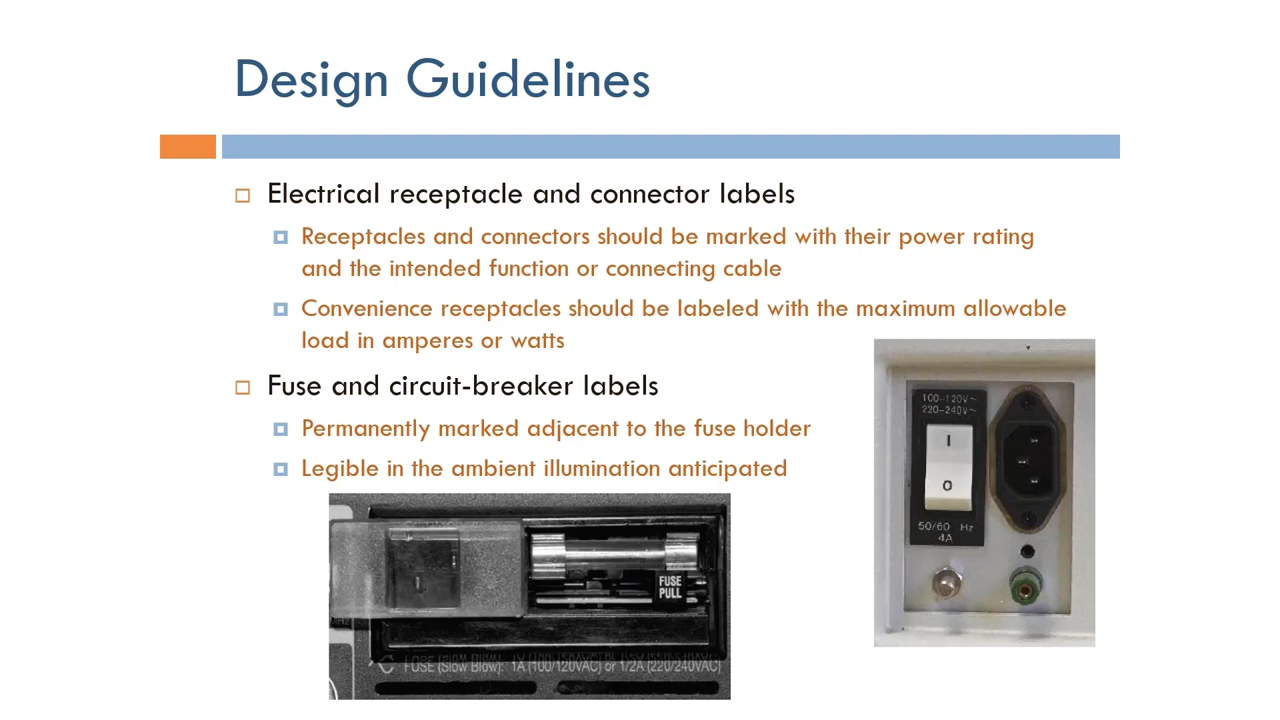 Design Guidelines
Electrical receptacle and connector labels
Receptacles and connectors should be marked with their power rating
and the intended function or connecting cable
Convenience receptacles should be labeled with the maximum allowable
load in amperes or watts
Fuse and circuit-breaker labels
Permanently marked adjacent to the fuse holder
Legible in the ambient illumination anticipated
100-120V~
220-240V~
I
O
50/60 Hz
4A
FUSE
PULL
FUSE (Slow Blow): 1A (100/120VAC) or 1/2A (220/240VAC)